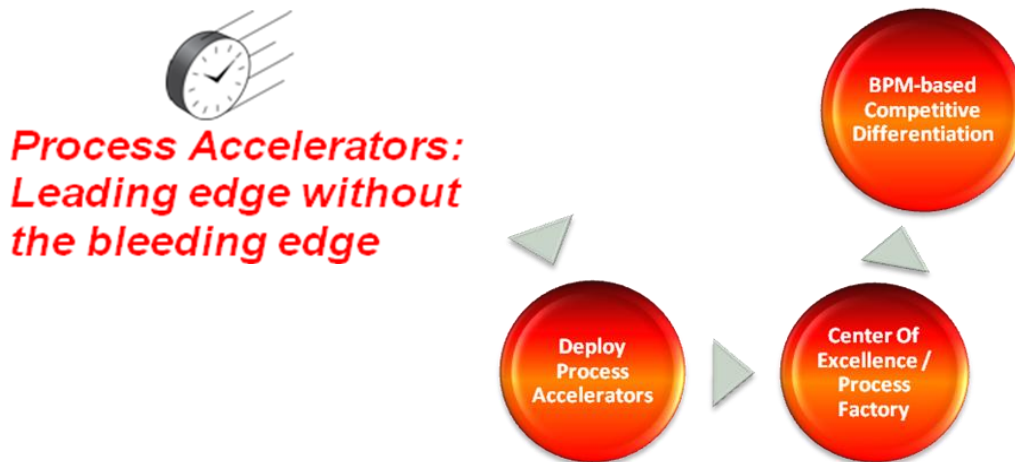 Process Accelerators:
Leading edge without
the bleeding edge
BPM-based
Competitive
Differentiation
Deploy
Process
Accelerators
Center Of
Excellence /
Process
Factory